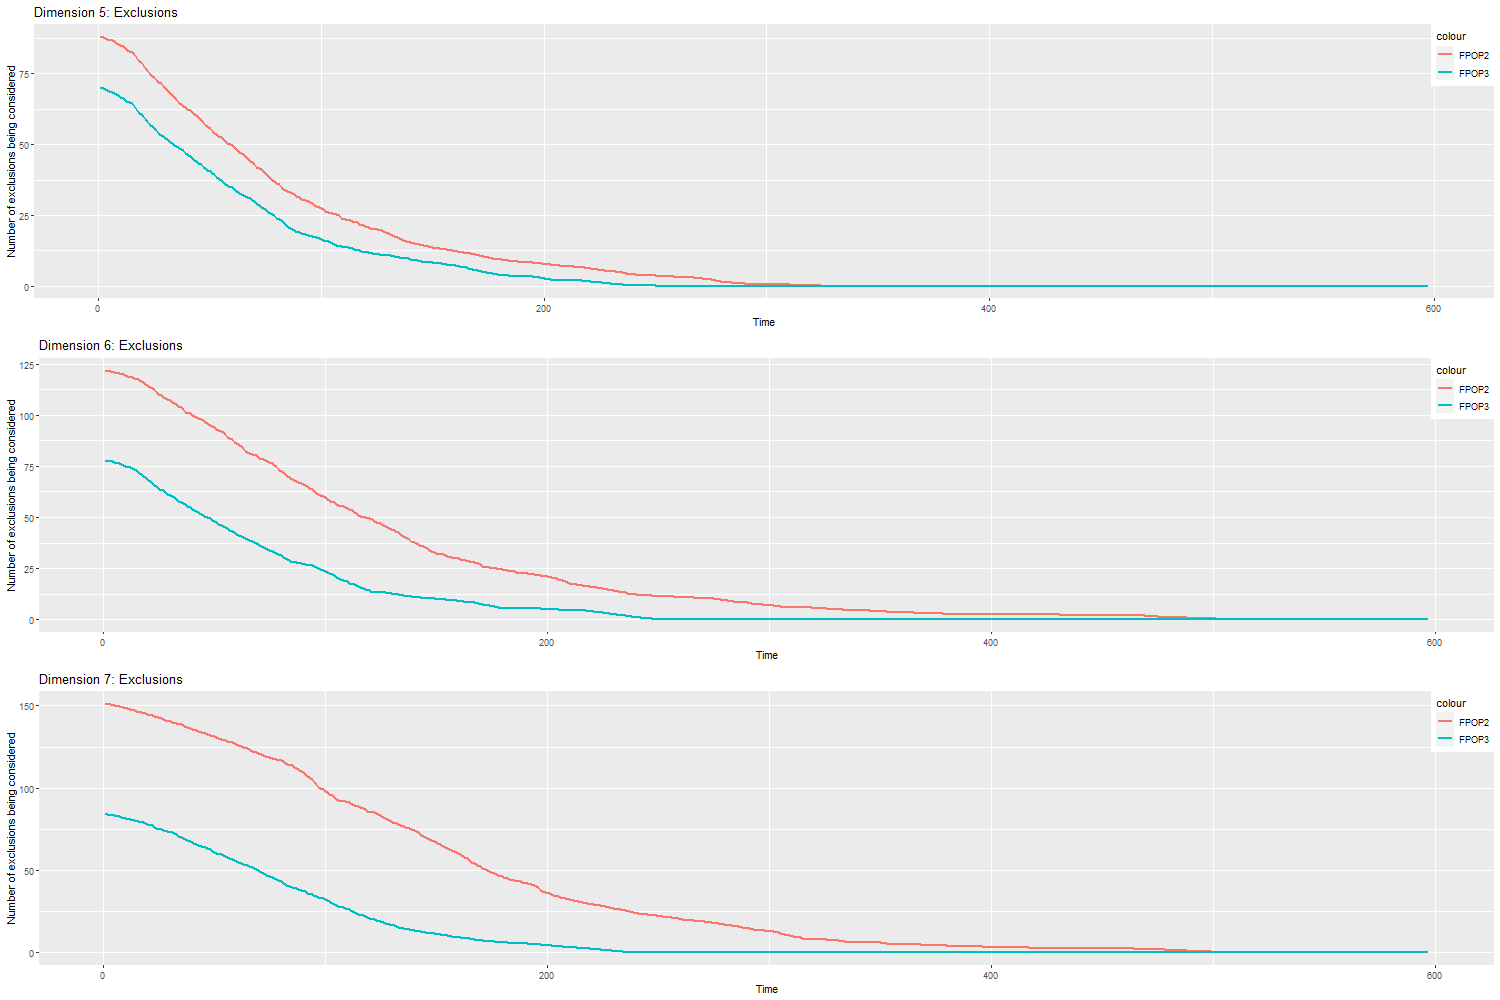 Dimension 5: Exclusions
Number of exclusions being considered
75
50
25
0
0
200
400
600
Time
colour
FPOP2
FPOP3
Dimension 6: Exclusions
Number of exclusions being considered
125
100
75
50
25
0
0
200
400
600
Time
colour
FPOP2
FPOP3
Dimension 7: Exclusions
Number of exclusions being considered
150
100
50
0
0
200
400
600
Time
colour
FPOP2
FPOP3